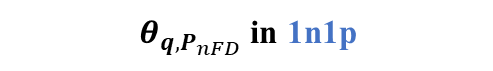 θ_{q,P_{nFD}} in 1n1p